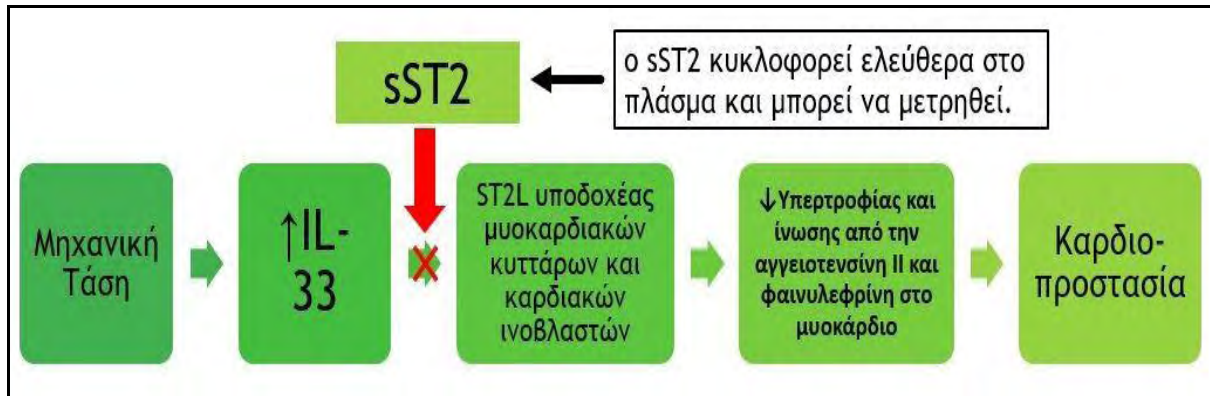 sST2
ο sST2 κυκλοφορεί ελεύθερα στο
πλάσμα και μπορεί να μετρηθεί.
Μηχανική
Τάση
↑IL-
33
ST2L υποδοχέας
μυοκαρδιακών
κυττάρων και
καρδιακών
ινοβλαστών
↓Υπερτροφίας και
ίνωσης από την
αγγειοτενσίνη II και
φαινυλεφρίνη στο
μυοκάρδιο
Καρδιο-
προστασία